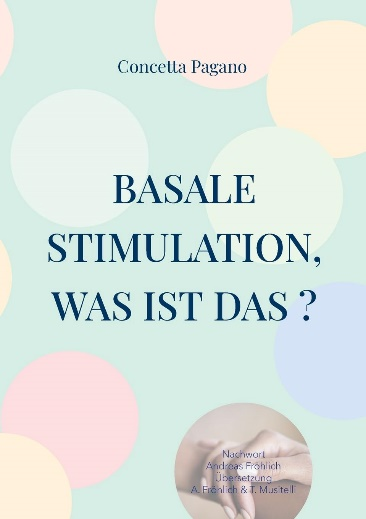 Concetta Pagano
BASALE
STIMULATION,
WAS IST DAS ?
Nachwort
Andreas Fröhlich
Übersetzung
A. Fröhlich & T. Musitelli